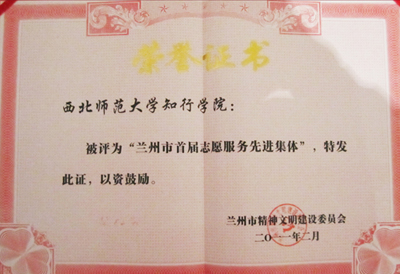 荣誉证书
西北师范大学知行学院：
被评为“兰州市首届志愿服务先进集体”，特发
此证，以资鼓励。
兰州市精神文明建设委员会
二〇一一年二月